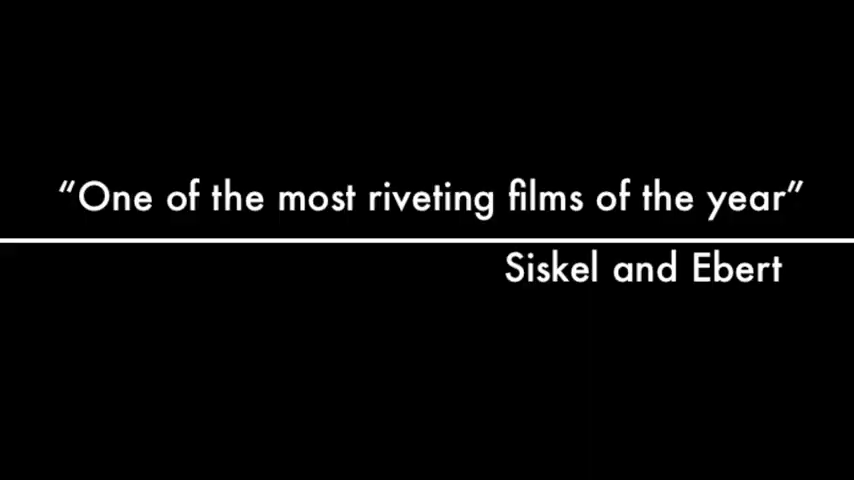 “One of the most riveting films of the year”
Siskel and Ebert